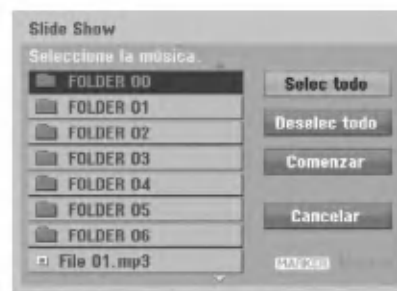 Slide Show
Seleccione la música.
FOLDER 00
FOLDER 01
FOLDER 02
FOLDER 03
FOLDER 04
FOLDER 05
FOLDER 06
File 01.mp3
Selec todo
Deselec todo
Comenzar
Cancelar
MARKER